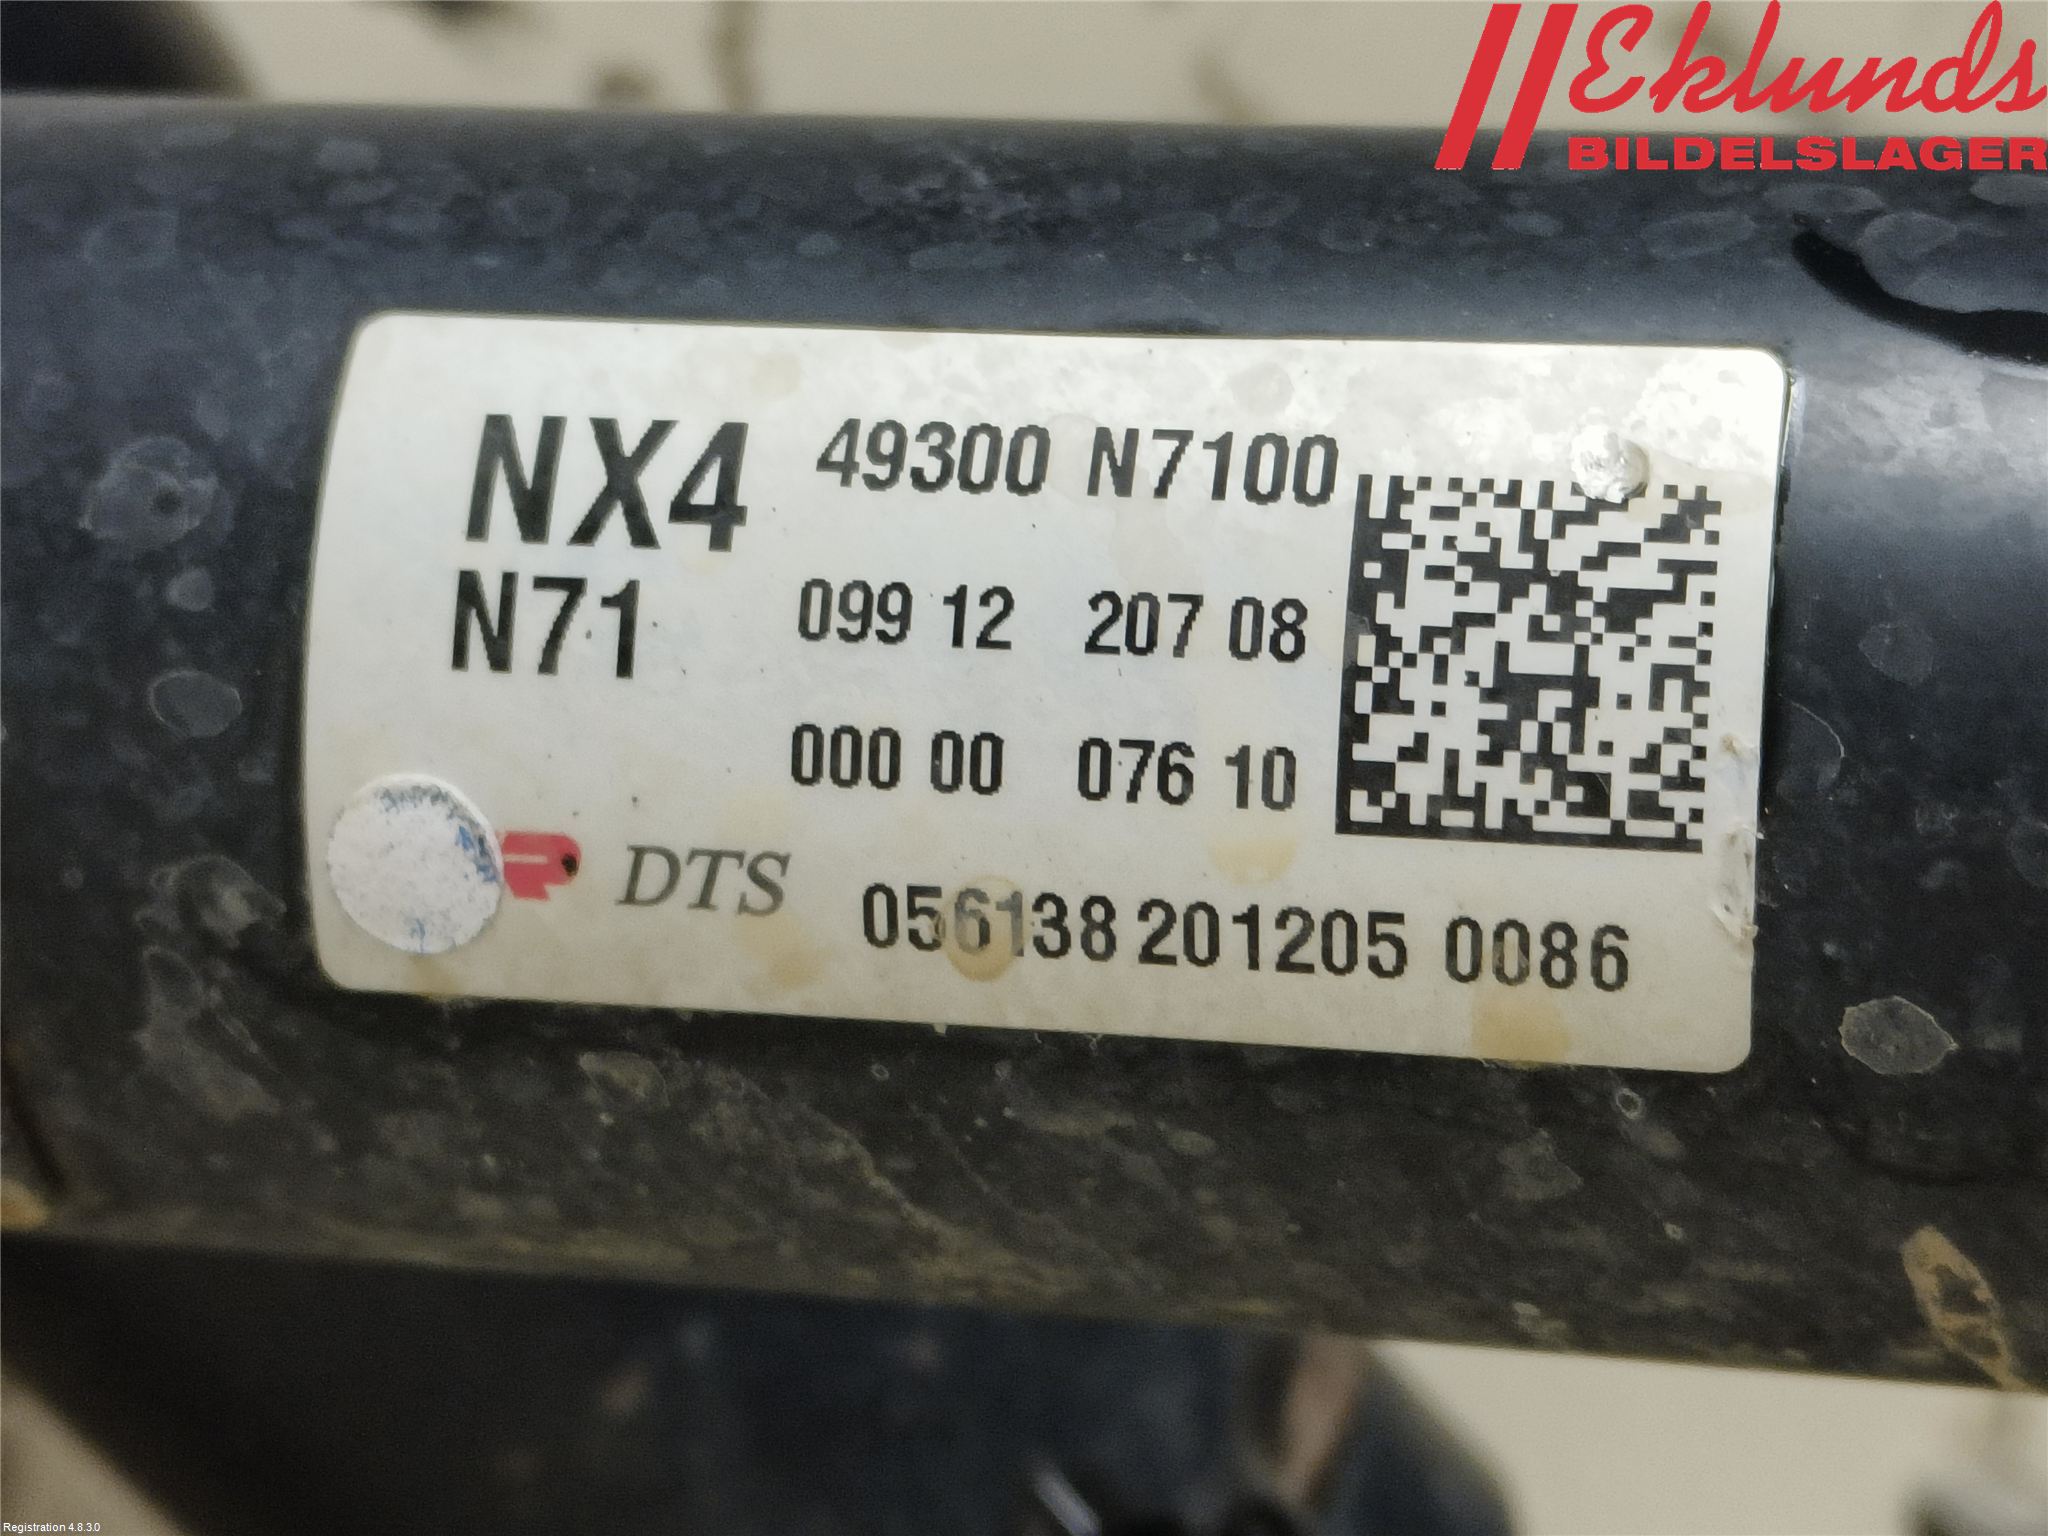 Eklunds
BILDELSLAGER
NX4 49300 N7100
N71 099 12 207 08
000 00 076 10
DTS 056138 201205 0086
Registration 4.8.3.0